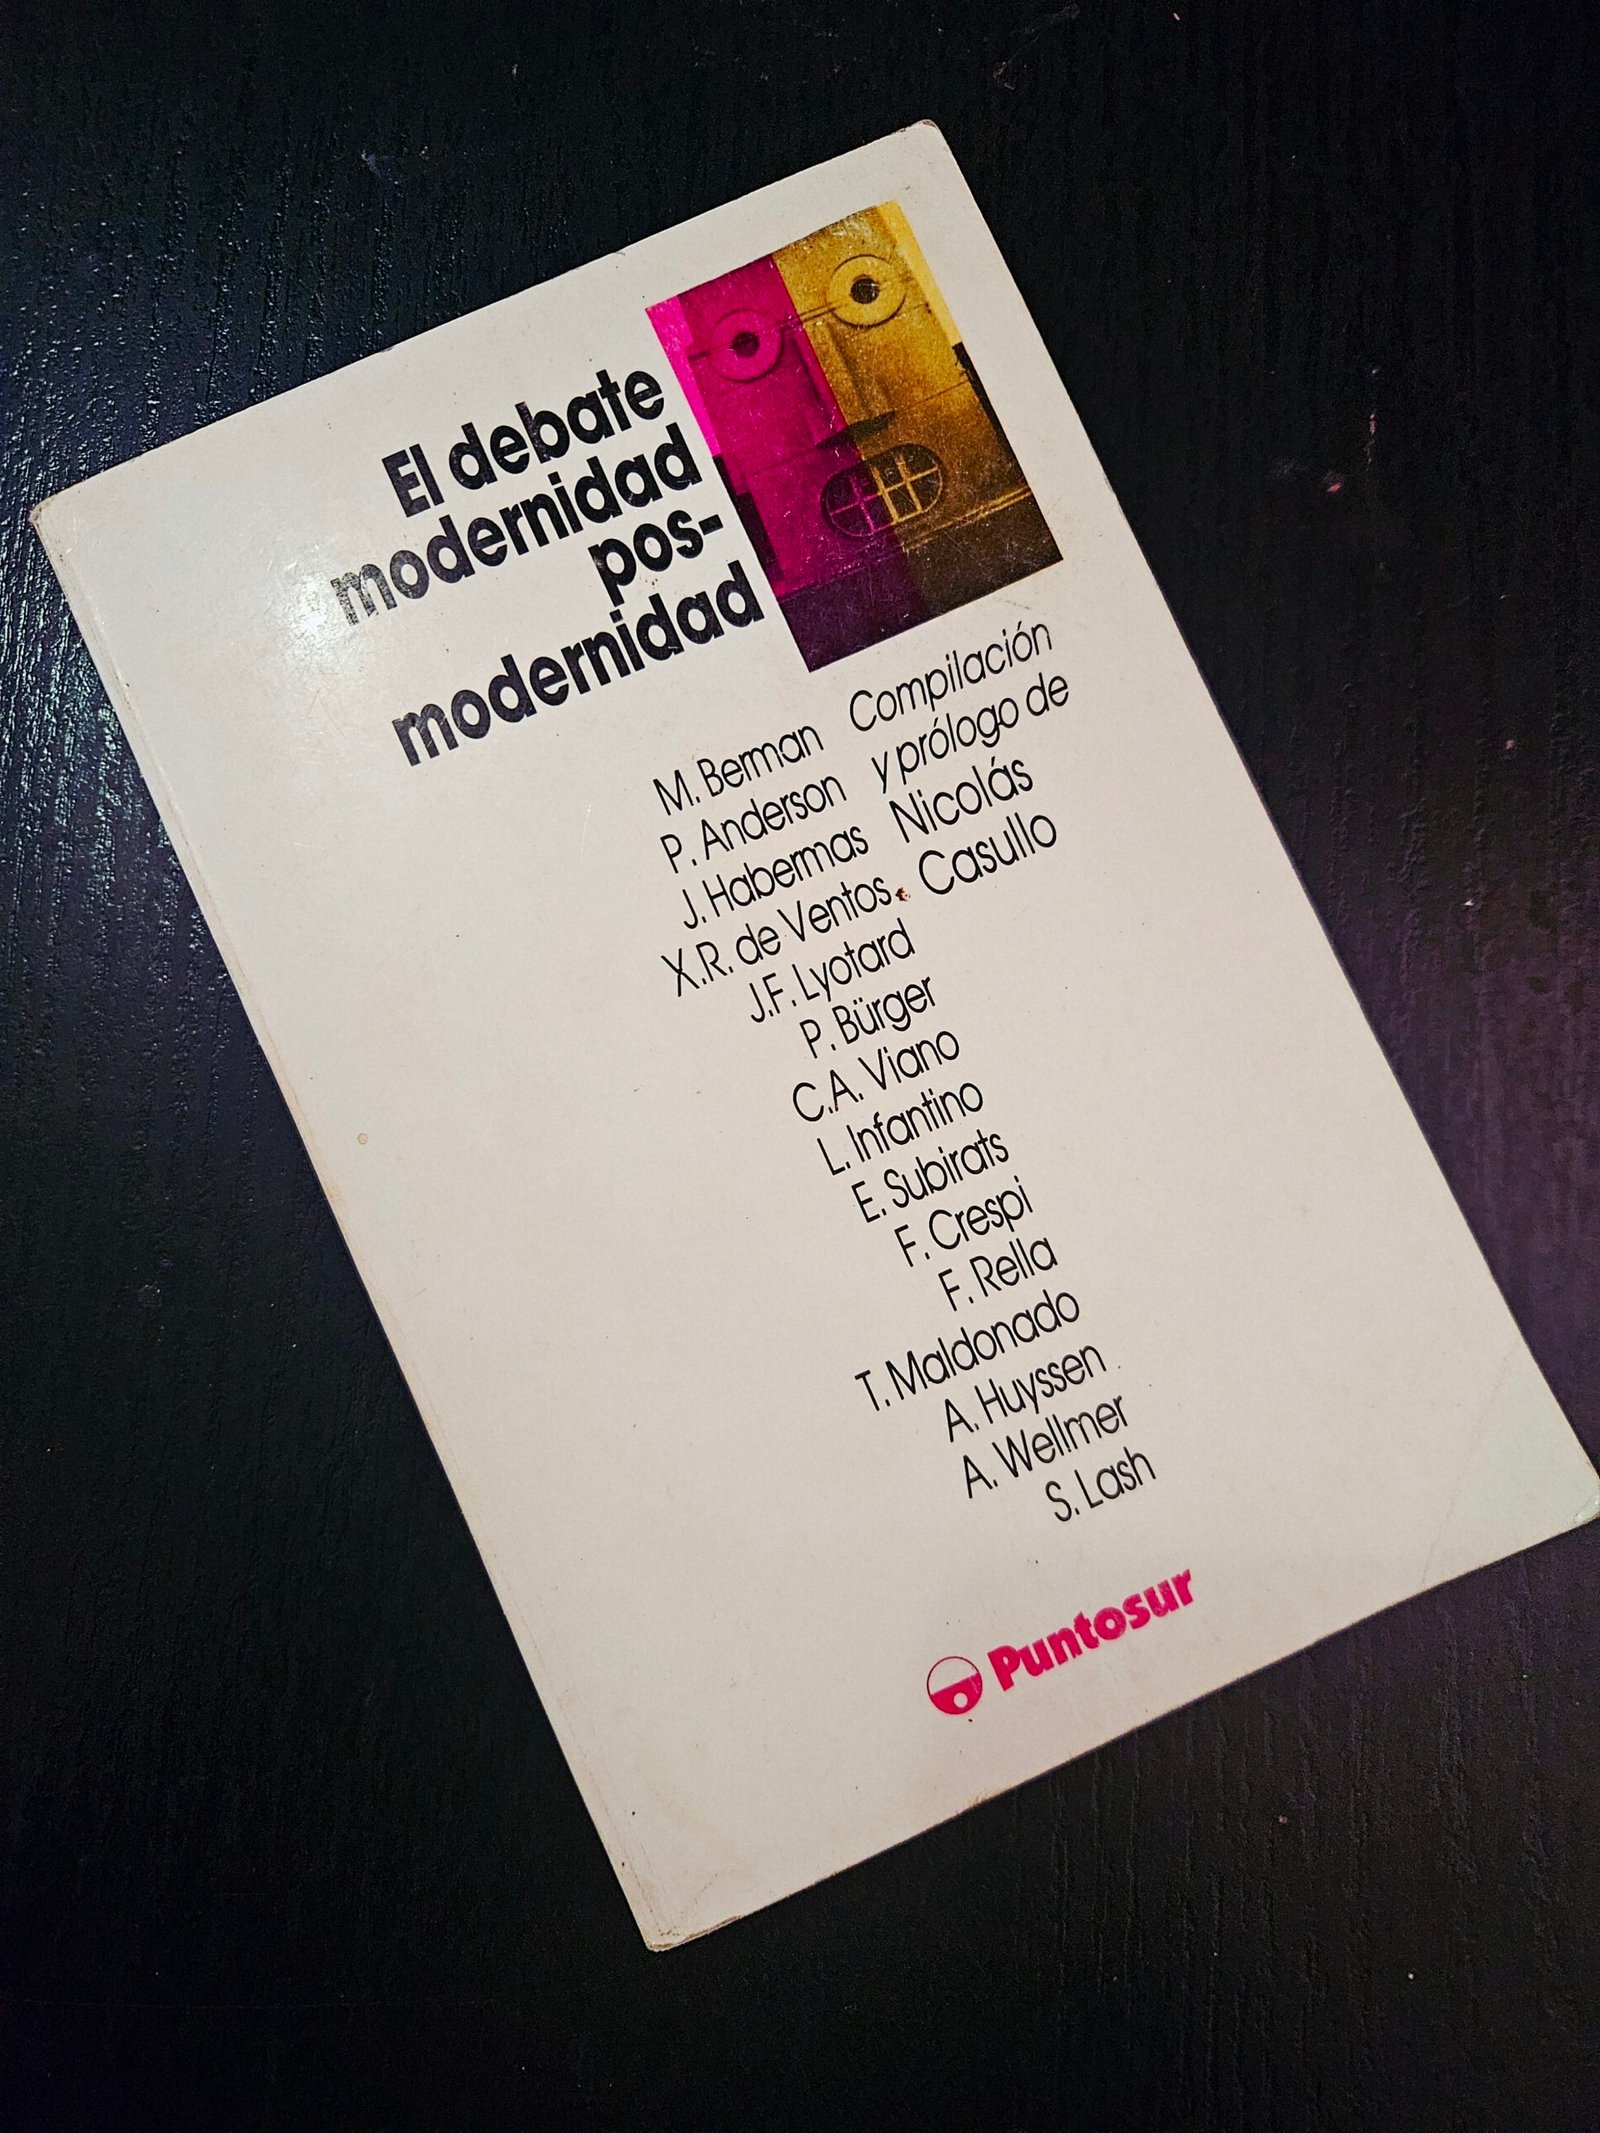 El debate
modernidad
pos-
modernidad
M. Berman
P. Anderson
J. Habermas
X.R. de Ventos
J.F. Lyotard
P. Bürger
C.A. Viano
L. Infantino
E. Subirats
F. Crespi
F. Rella
T. Maldonado
A. Huyssen
A. Wellmer
S. Lash
Compilación
y prólogo de
Nicolás
Casullo
Puntosur